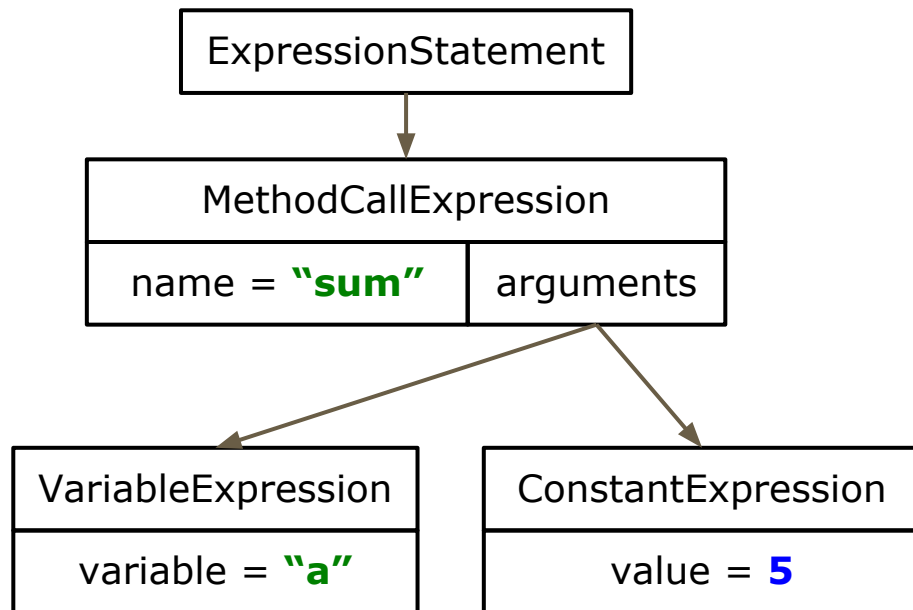 ExpressionStatement
MethodCallExpression
name = “sum”
arguments
VariableExpression
ConstantExpression
variable = “a”
value = 5